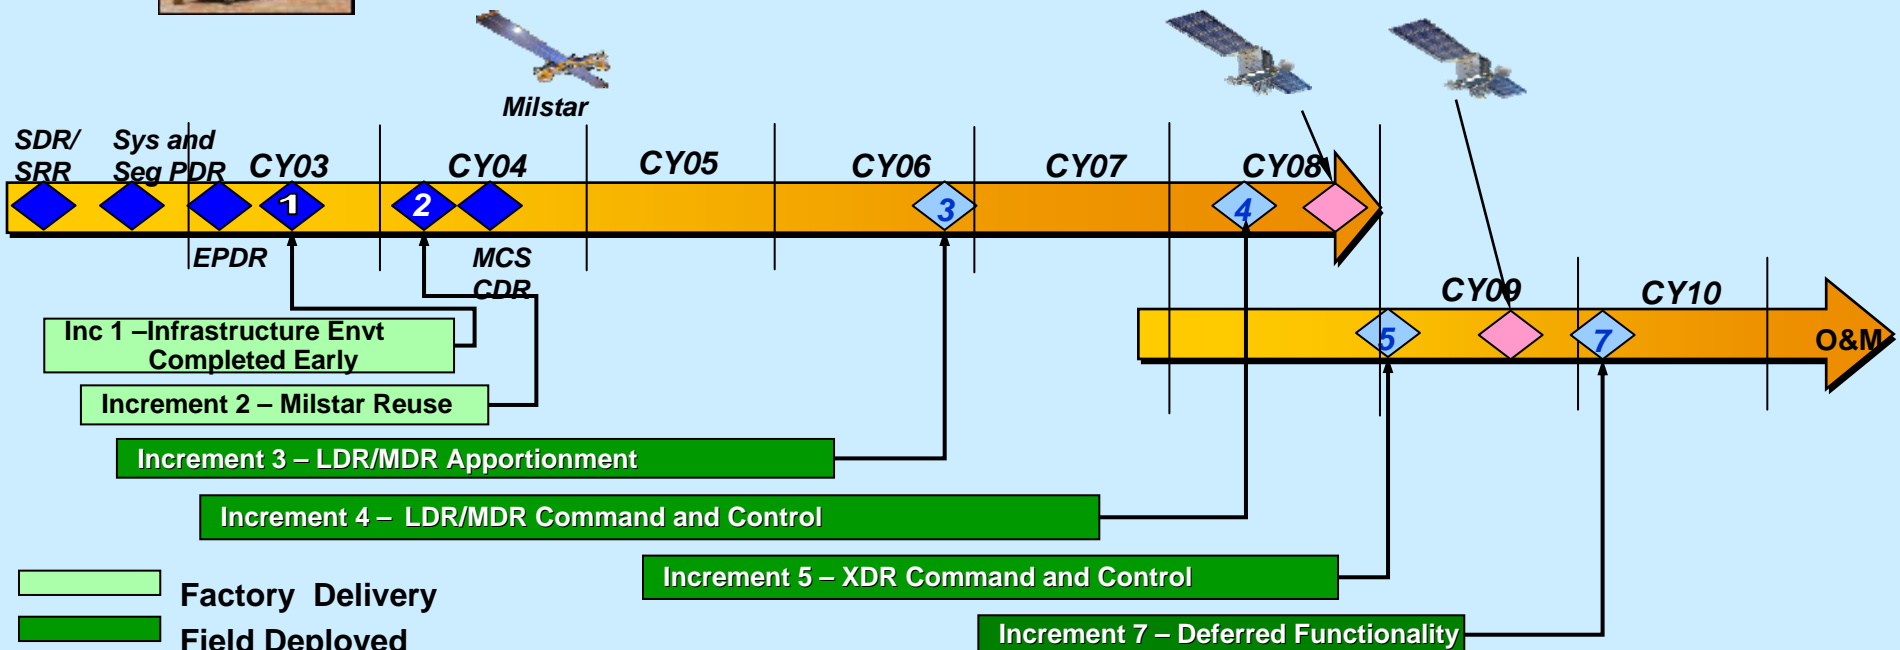 Milstar
SDR/
SRR
Sys and
Seg PDR
CY03
CY04
CY05
CY06
CY07
CY08
1
2
3
4
EPDR
MCS
CDR
CY09
CY10
5
7
O&M
Inc 1 –Infrastructure Envt
Completed Early
Increment 2 – Milstar Reuse
Increment 3 – LDR/MDR Apportionment
Increment 4 – LDR/MDR Command and Control
Increment 5 – XDR Command and Control
Increment 7 – Deferred Functionality
Factory Delivery
Field Deployed